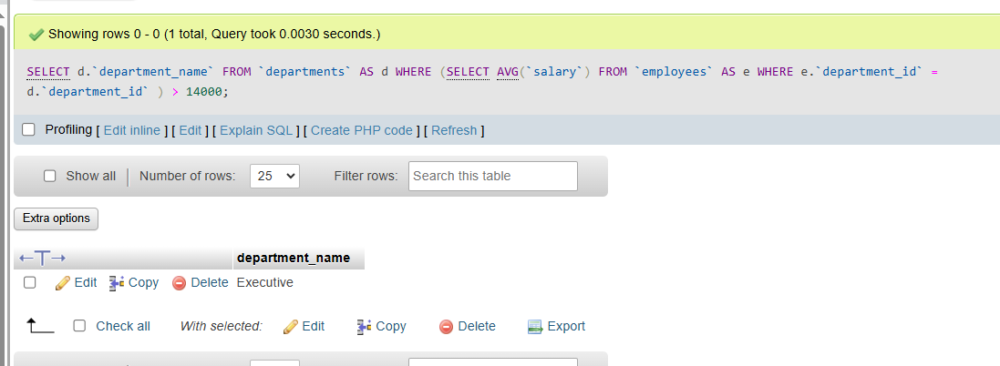 Showing rows 0 - 0 (1 total, Query took 0.0030 seconds.)
SELECT d.`department_name` FROM `departments` AS d WHERE (SELECT AVG(`salary`) FROM `employees` AS e WHERE e.`department_id` =
d.`department_id` ) > 14000;
Profiling [ Edit inline ] [ Edit ] [ Explain SQL ] [ Create PHP code ] [ Refresh ]
Show all Number of rows: 25 Filter rows: Search this table
Extra options
department_name
Edit Copy Delete Executive
Check all With selected: Edit Copy Delete Export